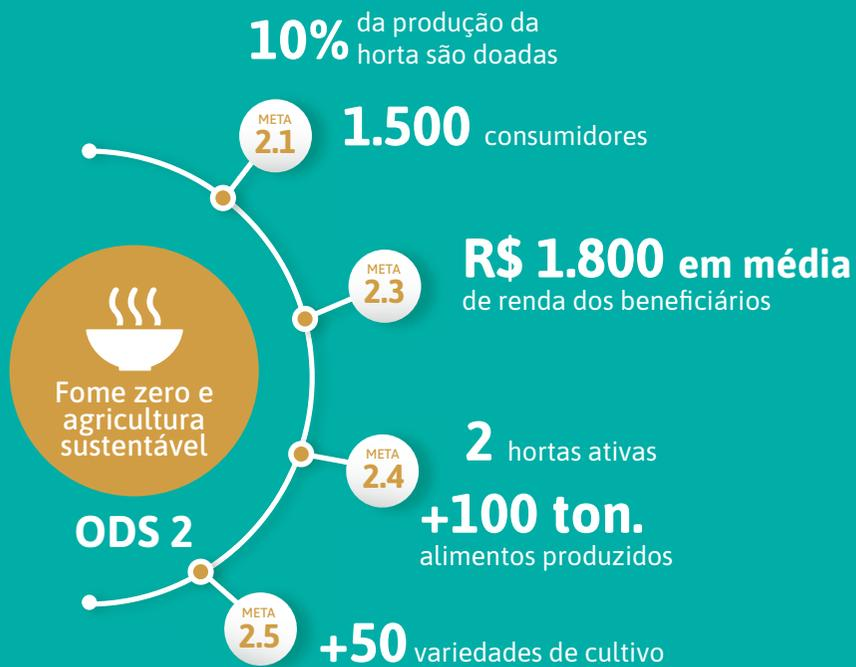 10% da produção da
horta são doadas
META
2.1
1.500 consumidores
META
2.3
R$ 1.800 em média
de renda dos beneficiários
Fome zero e
agricultura
sustentável
ODS 2
META
2.4
2 hortas ativas
+100 ton.
alimentos produzidos
META
2.5
+50 variedades de cultivo